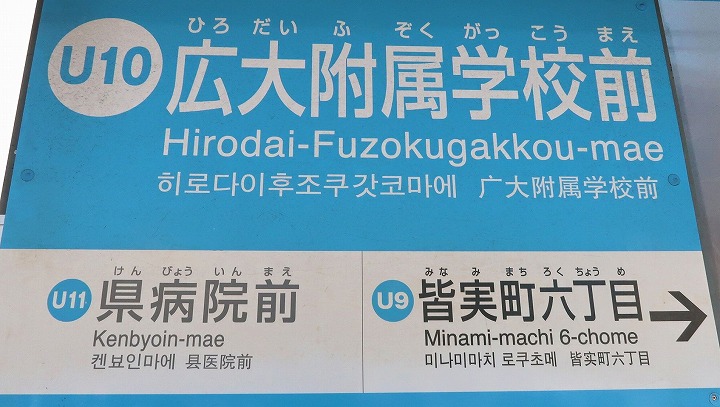 ひろ だい ふ ぞく がっ こう まえ
U10 広大附属学校前
Hirodai-Fuzokugakkou-mae
히로다이후조쿠갓코마에 广大附属学校前
けん びょう いん まえ
U11 県病院前
Kenbyoin-mae
켄뵤인마에 县医院前
みな み まち ろく ちょう め
U9 皆実町六丁目
Minami-machi 6-chome
미나미마치 로쿠초메 皆实町六丁目